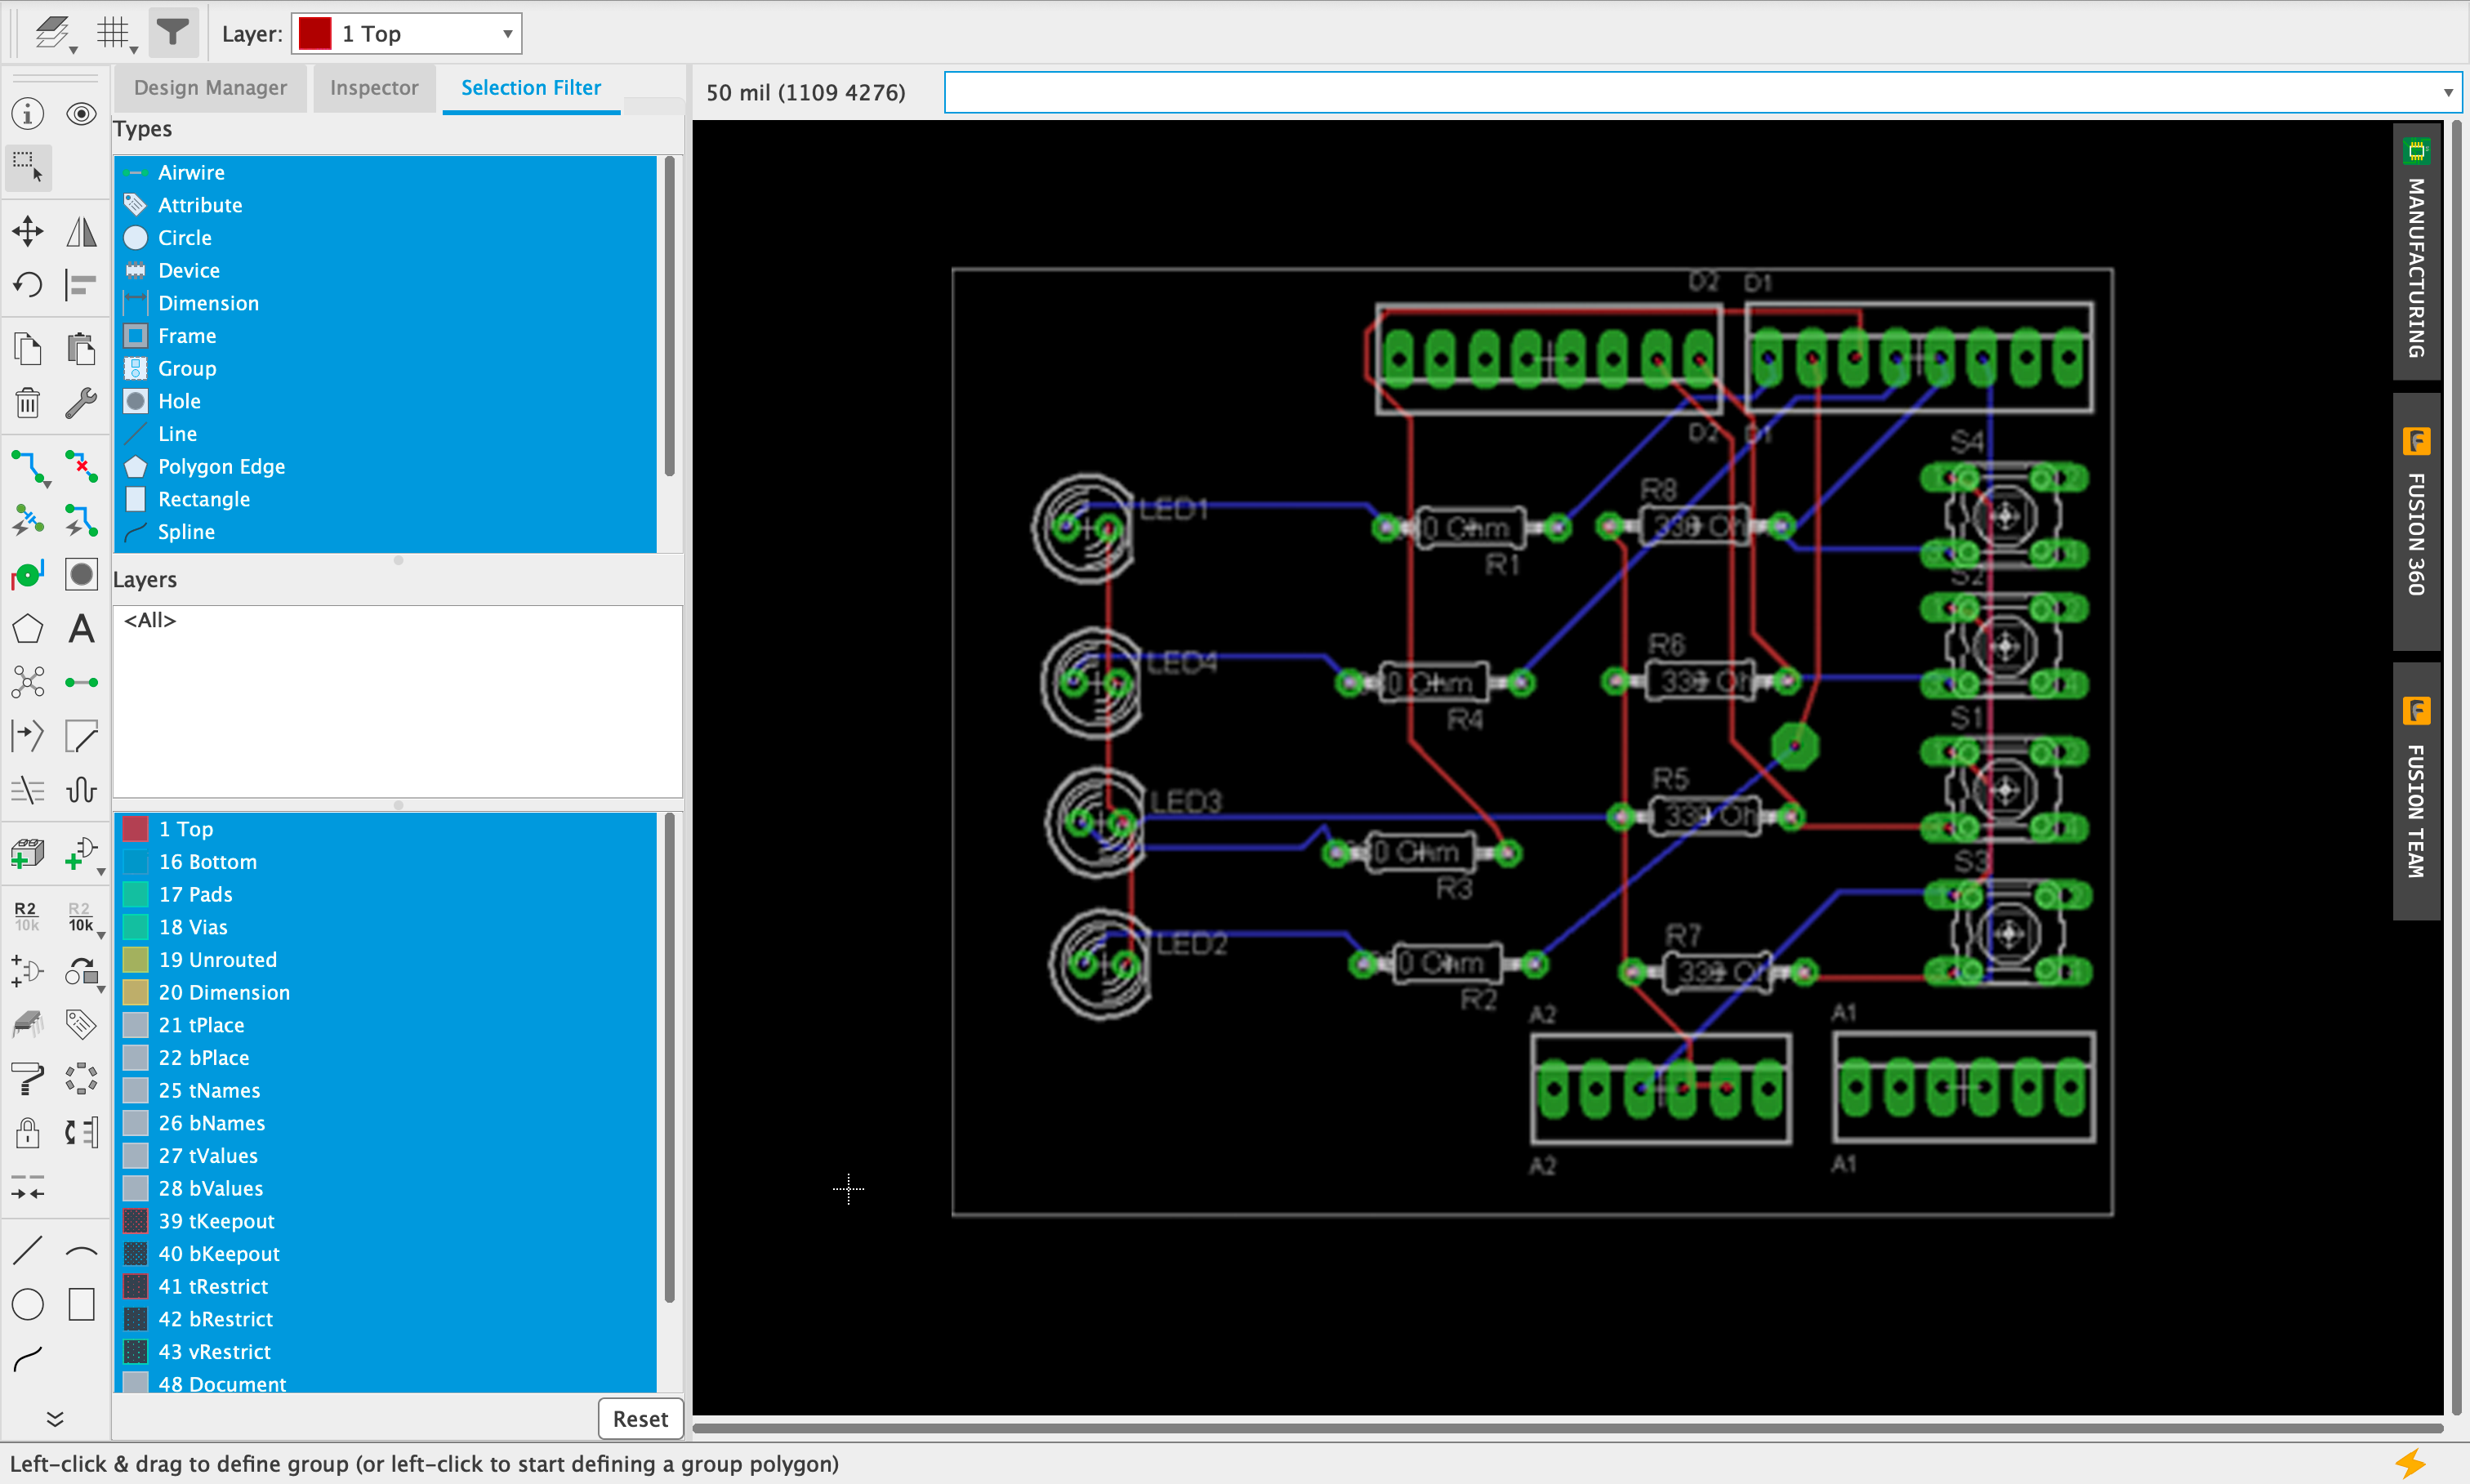 Layer: 1 Top
Design Manager Inspector Selection Filter
50 mil (1109 4276)
Types
Airwire
Attribute
Circle
Device
Dimension
Frame
Group
Hole
Line
Polygon Edge
Rectangle
Spline
Layers
<All>
1 Top
16 Bottom
17 Pads
18 Vias
19 Unrouted
20 Dimension
21 tPlace
22 bPlace
25 tNames
26 bNames
27 tValues
28 bValues
39 tKeepout
40 bKeepout
41 tRestrict
42 bRestrict
43 vRestrict
48 Document
Reset
R2
10k
R2
10k
D2 D1
D2 D1
S4
LED1
0 Ohm
R1
R8
330 Oh
S2
LED4
0 Ohm
R4
R6
330 Oh
S1
LED3
0 Ohm
R3
R5
330 Oh
S3
LED2
0 Ohm
R2
R7
330 Oh
A2 A1
A2 A1
MANUFACTURING
FUSION 360
FUSION TEAM
Left-click & drag to define group (or left-click to start defining a group polygon)